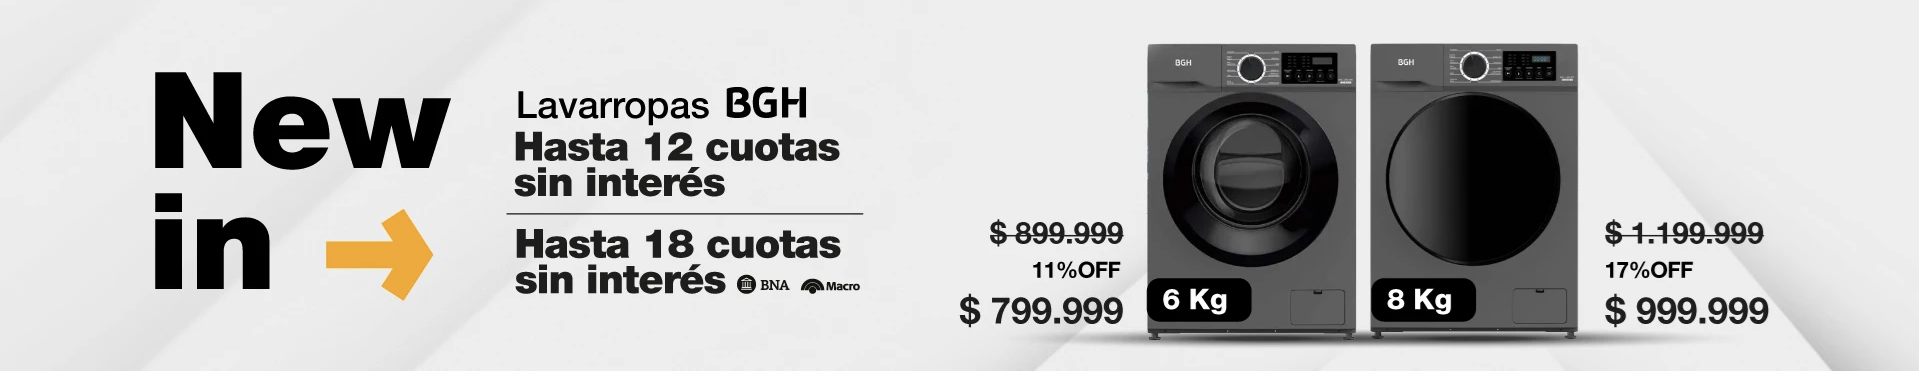 New
in
Lavarropas BGH
Hasta 12 cuotas
sin interés
Hasta 18 cuotas
sin interés BNA Macro
$ 899.999
11%OFF
$ 799.999
BGH
6 Kg
BGH
8 Kg
$ 1.199.999
17%OFF
$ 999.999